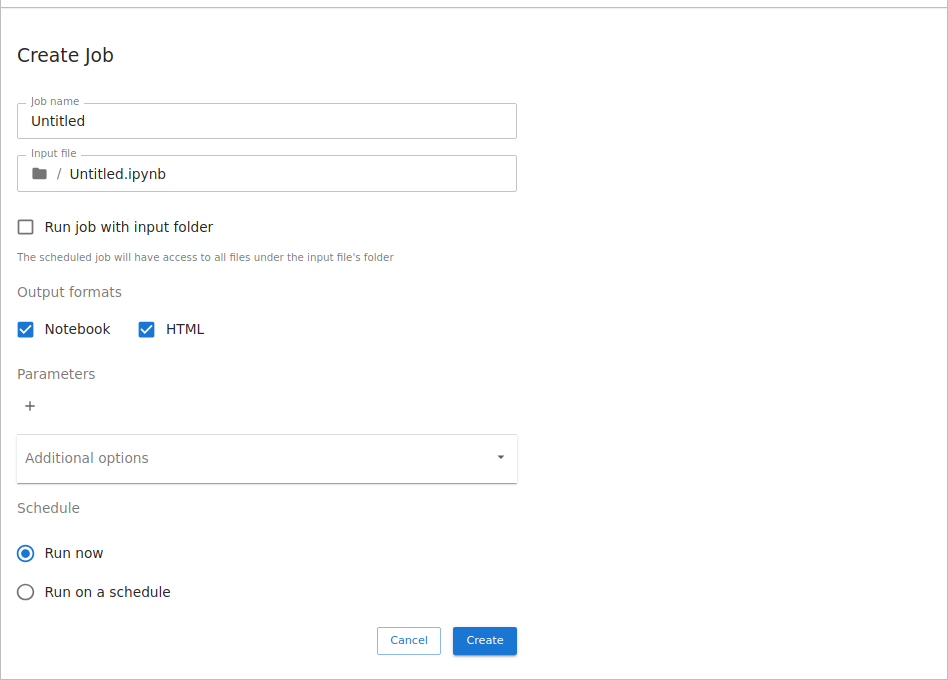 Create Job
Job name
Untitled
Input file
/ Untitled.ipynb
Run job with input folder
The scheduled job will have access to all files under the input file's folder
Output formats
Notebook HTML
Parameters
+
Additional options
Schedule
Run now
Run on a schedule
Cancel Create